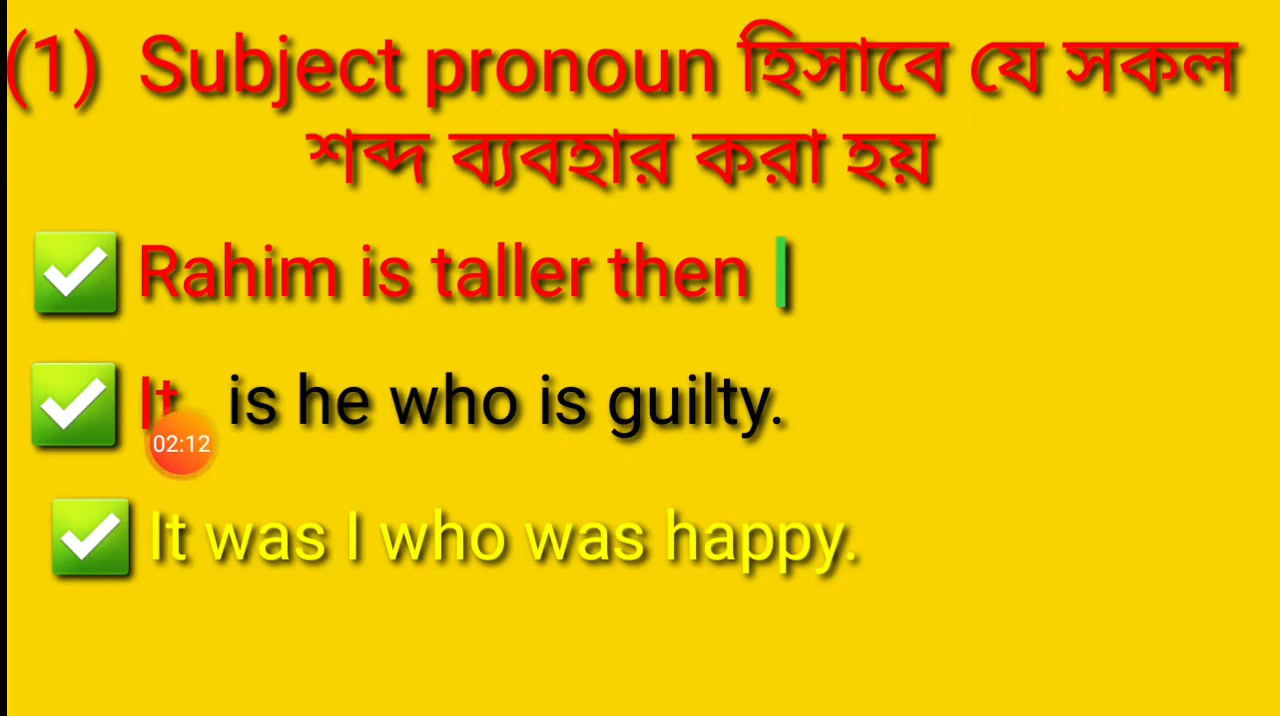 (1) Subject pronoun হিসাবে যে সকল
শব্দ ব্যবহার করা হয়
Rahim is taller then I
It is he who is guilty.
02:12
It was I who was happy.